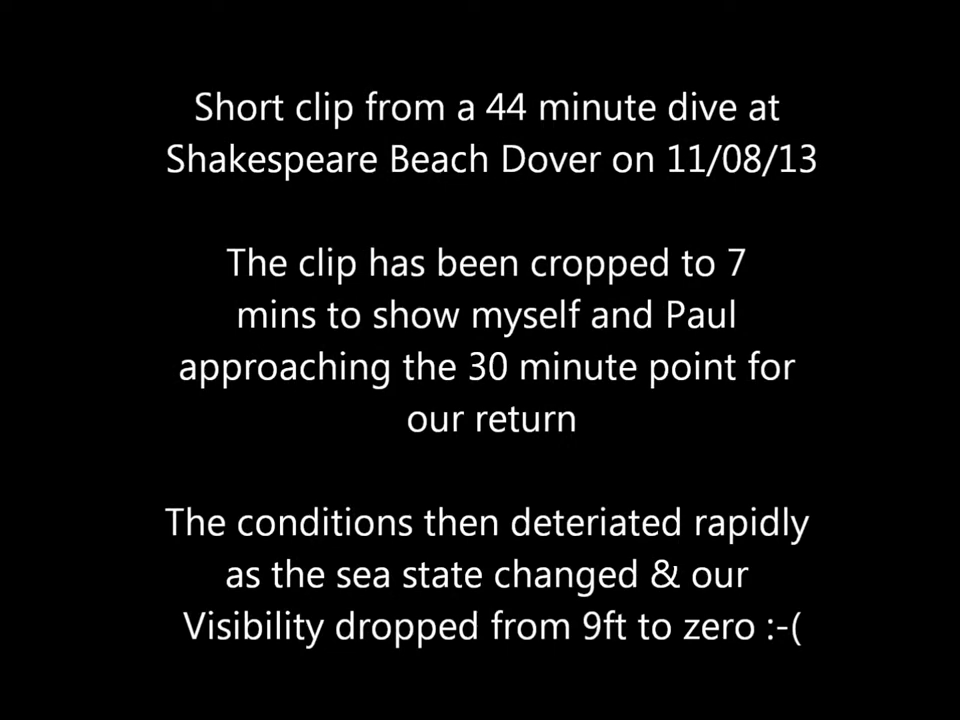 Short clip from a 44 minute dive at
Shakespeare Beach Dover on 11/08/13
The clip has been cropped to 7
mins to show myself and Paul
approaching the 30 minute point for
our return
The conditions then deteriated rapidly
as the sea state changed & our
Visibility dropped from 9ft to zero :-(